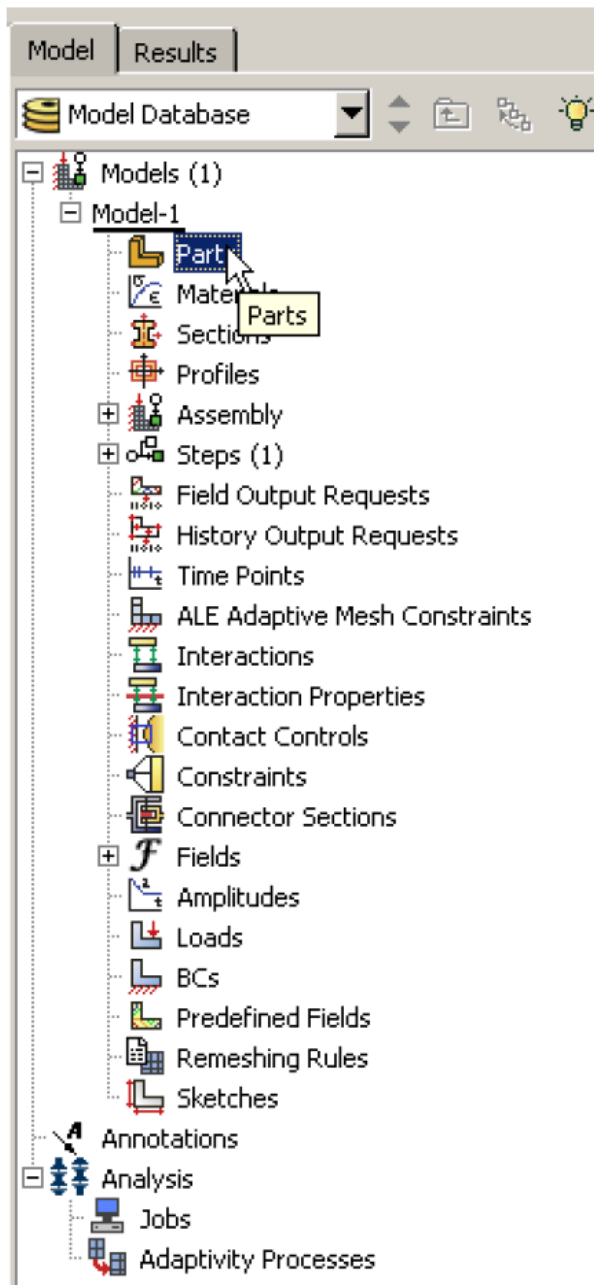 Model Results
Model Database
Models (1)
Model-1
Parts
Materials
Parts
Sections
Profiles
Assembly
Steps (1)
Field Output Requests
History Output Requests
Time Points
ALE Adaptive Mesh Constraints
Interactions
Interaction Properties
Contact Controls
Constraints
Connector Sections
Fields
Amplitudes
Loads
BCs
Predefined Fields
Remeshing Rules
Sketches
Annotations
Analysis
Jobs
Adaptivity Processes